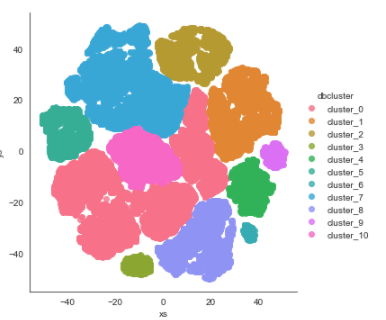 40
20
0
−20
−40
−40
−20
0
20
40
xs
dbcluster
cluster_0
cluster_1
cluster_2
cluster_3
cluster_4
cluster_5
cluster_6
cluster_7
cluster_8
cluster_9
cluster_10